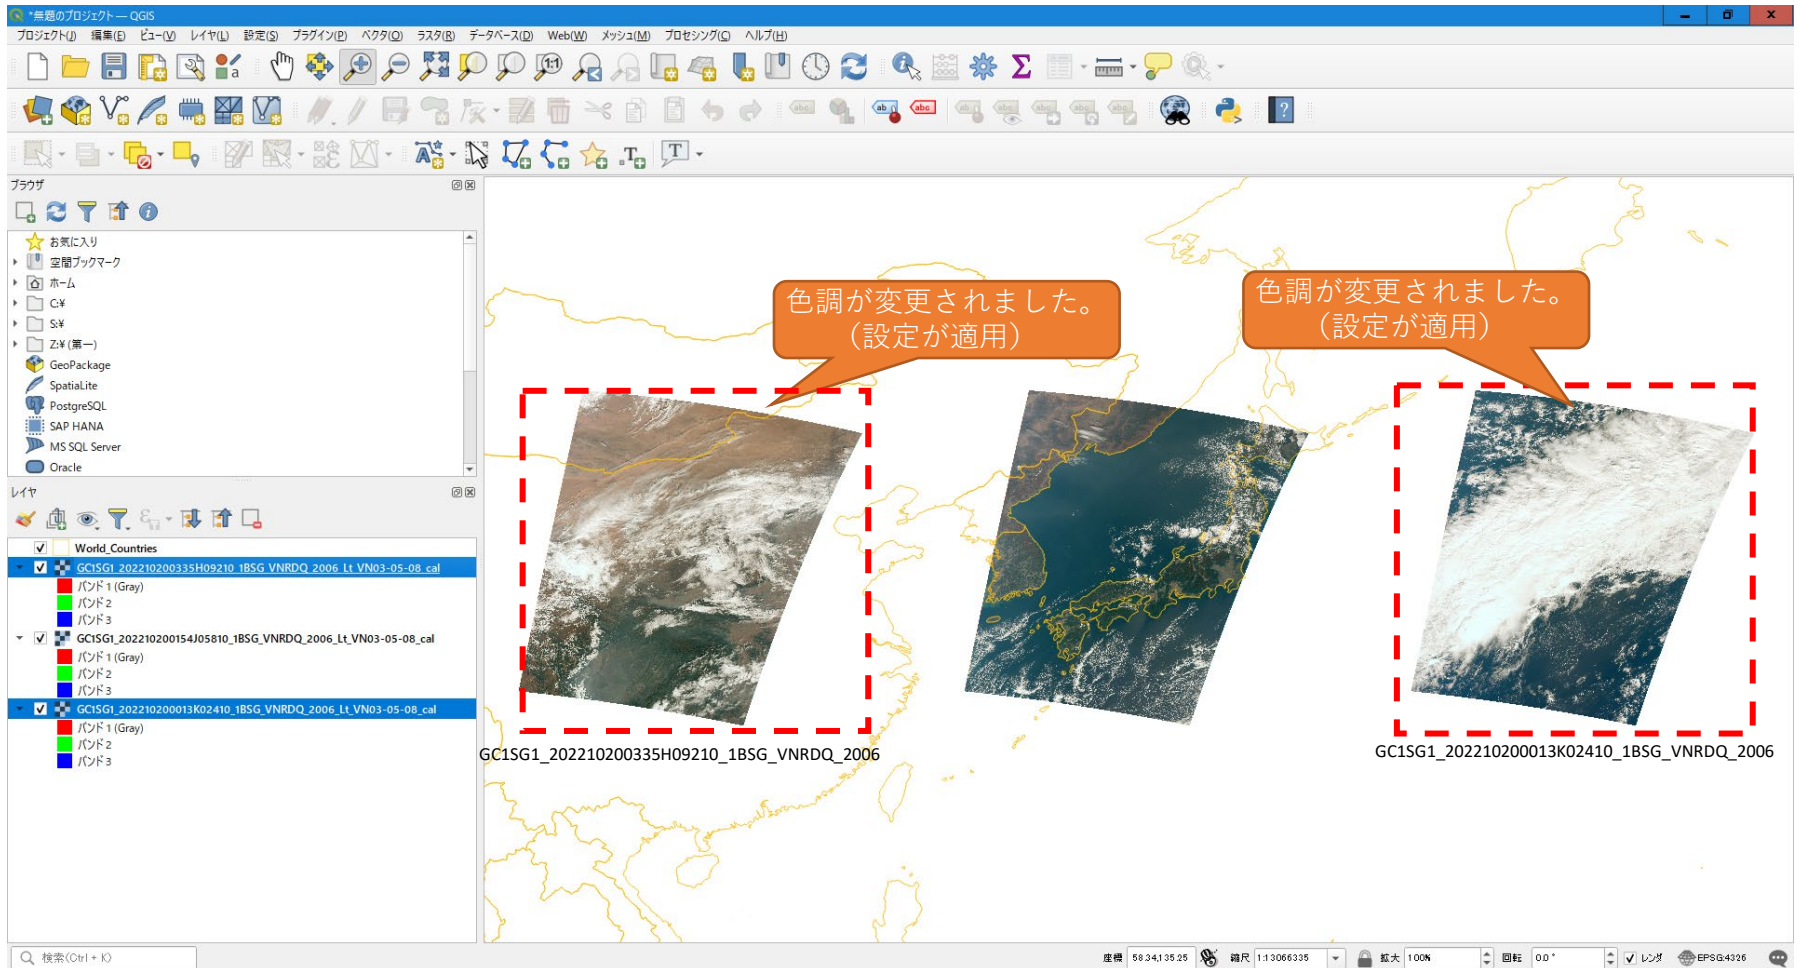 *無題のプロジェクト — QGIS
プロジェクト(J) 編集(E) ビュー(V) レイヤ(L) 設定(S) プラグイン(P) ベクタ(O) ラスタ(R) データベース(D) Web(W) メッシュ(M) プロセシング(C) ヘルプ(H)
ブラウザ
お気に入り
空間ブックマーク
ホーム
C:¥
S:¥
Z:¥ (第一)
GeoPackage
SpatiaLite
PostgreSQL
SAP HANA
MS SQL Server
Oracle
レイヤ
World_Countries
GC1SG1_202210200335H09210_1BSG_VNRDQ_2006_Lt_VN03-05-08_cal
バンド 1 (Gray)
バンド 2
バンド 3
GC1SG1_202210200154J05810_1BSG_VNRDQ_2006_Lt_VN03-05-08_cal
バンド 1 (Gray)
バンド 2
バンド 3
GC1SG1_202210200013K02410_1BSG_VNRDQ_2006_Lt_VN03-05-08_cal
バンド 1 (Gray)
バンド 2
バンド 3
色調が変更されました。
（設定が適用）
色調が変更されました。
（設定が適用）
GC1SG1_202210200335H09210_1BSG_VNRDQ_2006
GC1SG1_202210200013K02410_1BSG_VNRDQ_2006
検索(Ctrl + K)
座標 58.34,135.25 縮尺 1:13066335 拡大 100% 回転 0.0 ° レンダ EPSG:4326